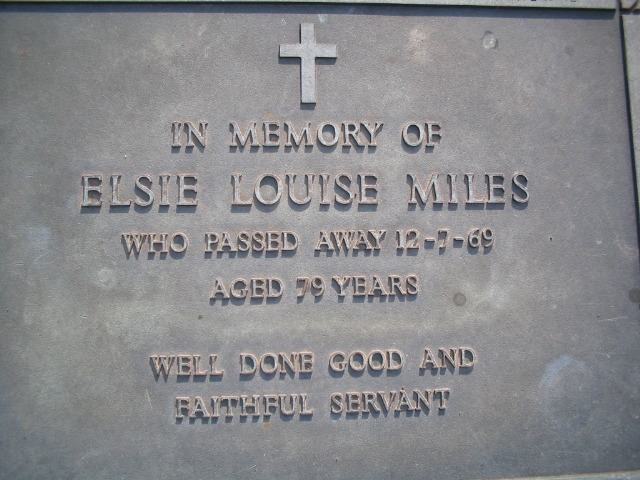 IN MEMORY OF
ELSIE LOUISE MILES
WHO PASSED AWAY 12-7-69
AGED 79 YEARS
WELL DONE GOOD AND
FAITHFUL SERVANT